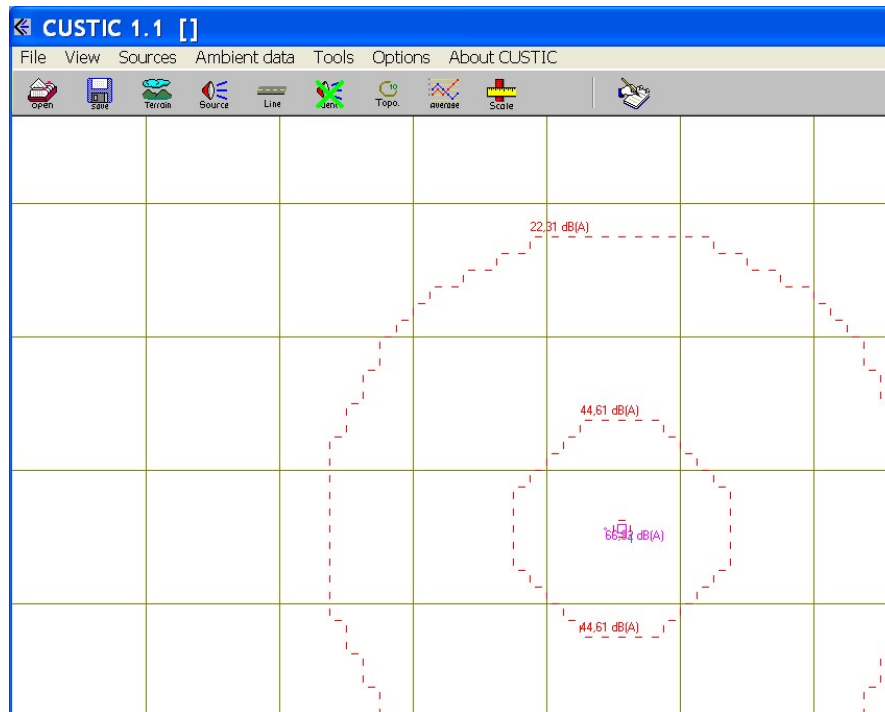 CUSTIC 1.1 []
File View Sources Ambient data Tools Options About CUSTIC
open save Terrain Source Line Topo. average Scale
10
22,31 dB(A)
44,61 dB(A)
dB(A)
44,61 dB(A)